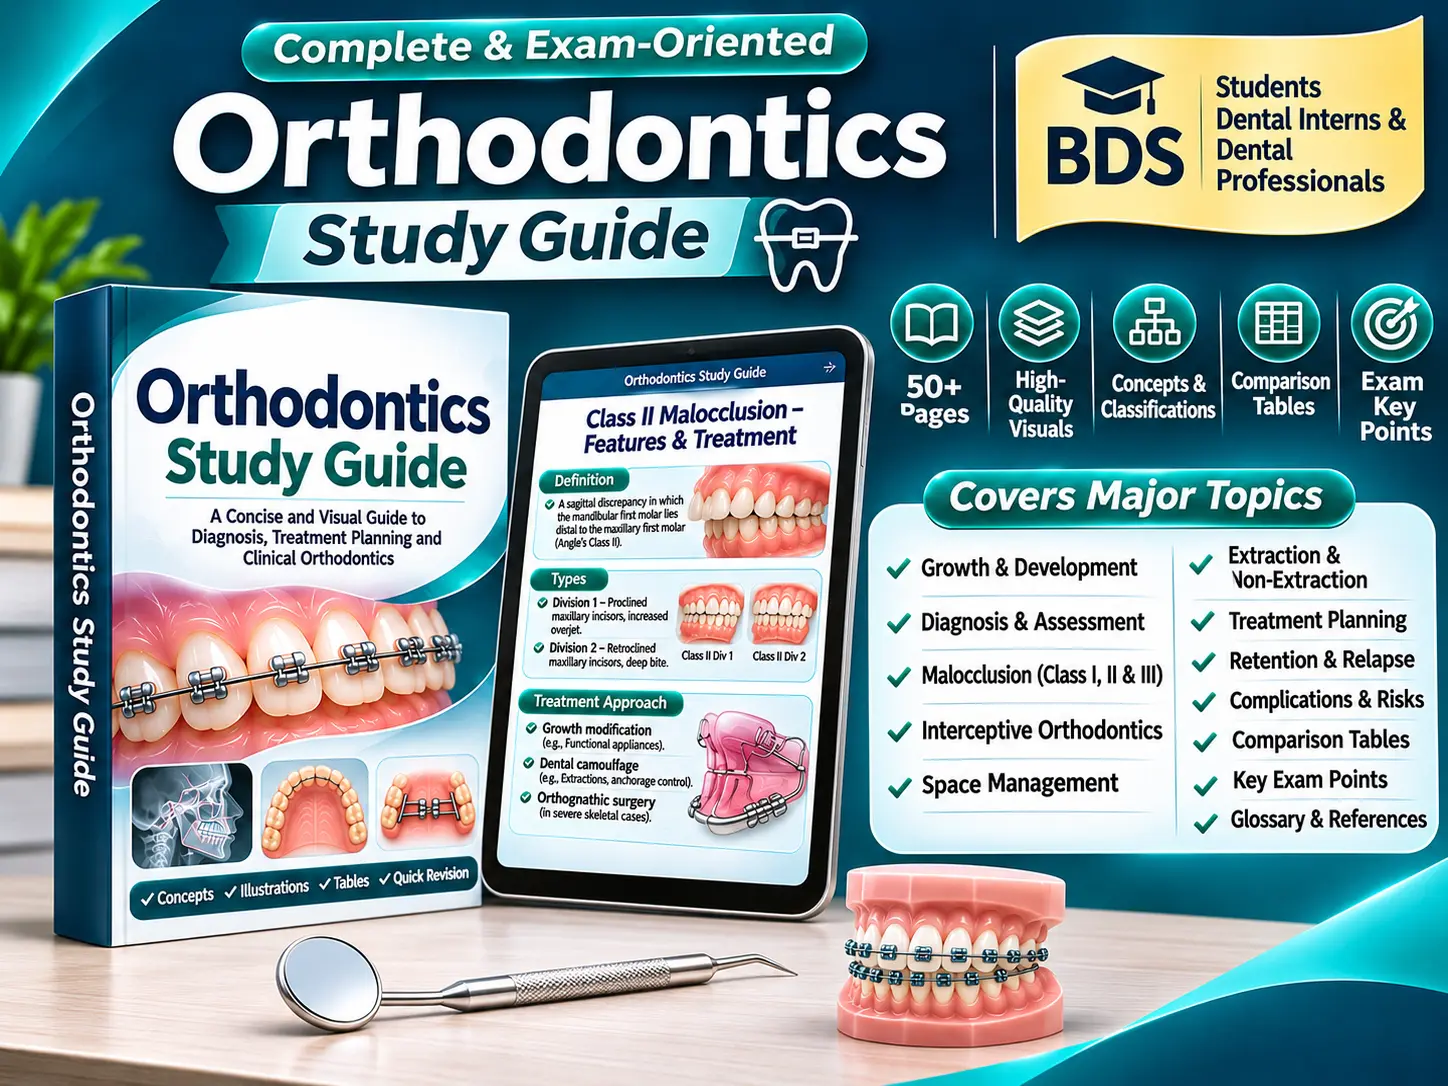 Complete & Exam-Oriented
Orthodontics
Study Guide
BDS
Students
Dental Interns &
Dental
Professionals
50+
Pages
High-
Quality
Visuals
Concepts &
Classifications
Comparison
Tables
Exam
Key
Points
Orthodontics Study Guide
Orthodontics
Study Guide
A Concise and Visual Guide to
Diagnosis, Treatment Planning and
Clinical Orthodontics
✓ Concepts ✓ Illustrations ✓ Tables ✓ Quick Revision
Orthodontics Study Guide
Class II Malocclusion –
Features & Treatment
Definition
✓ A sagittal discrepancy in which
the mandibular first molar lies
distal to the maxillary first molar
(Angle's Class II).
Types
✓ Division 1 – Proclined
maxillary incisors, increased
overjet.
✓ Division 2 – Retroclined
maxillary incisors, deep bite.
Class II Div 1
Class II Div 2
Treatment Approach
✓ Growth modification
(e.g., Functional appliances).
✓ Dental camouflage
(e.g., Extractions, anchorage control).
✓ Orthognathic surgery
(in severe skeletal cases).
Covers Major Topics
✓ Growth & Development
✓ Diagnosis & Assessment
✓ Malocclusion (Class I, II & III)
✓ Interceptive Orthodontics
✓ Space Management
✓ Extraction &
Non-Extraction
✓ Treatment Planning
✓ Retention & Relapse
✓ Complications & Risks
✓ Comparison Tables
✓ Key Exam Points
✓ Glossary & References